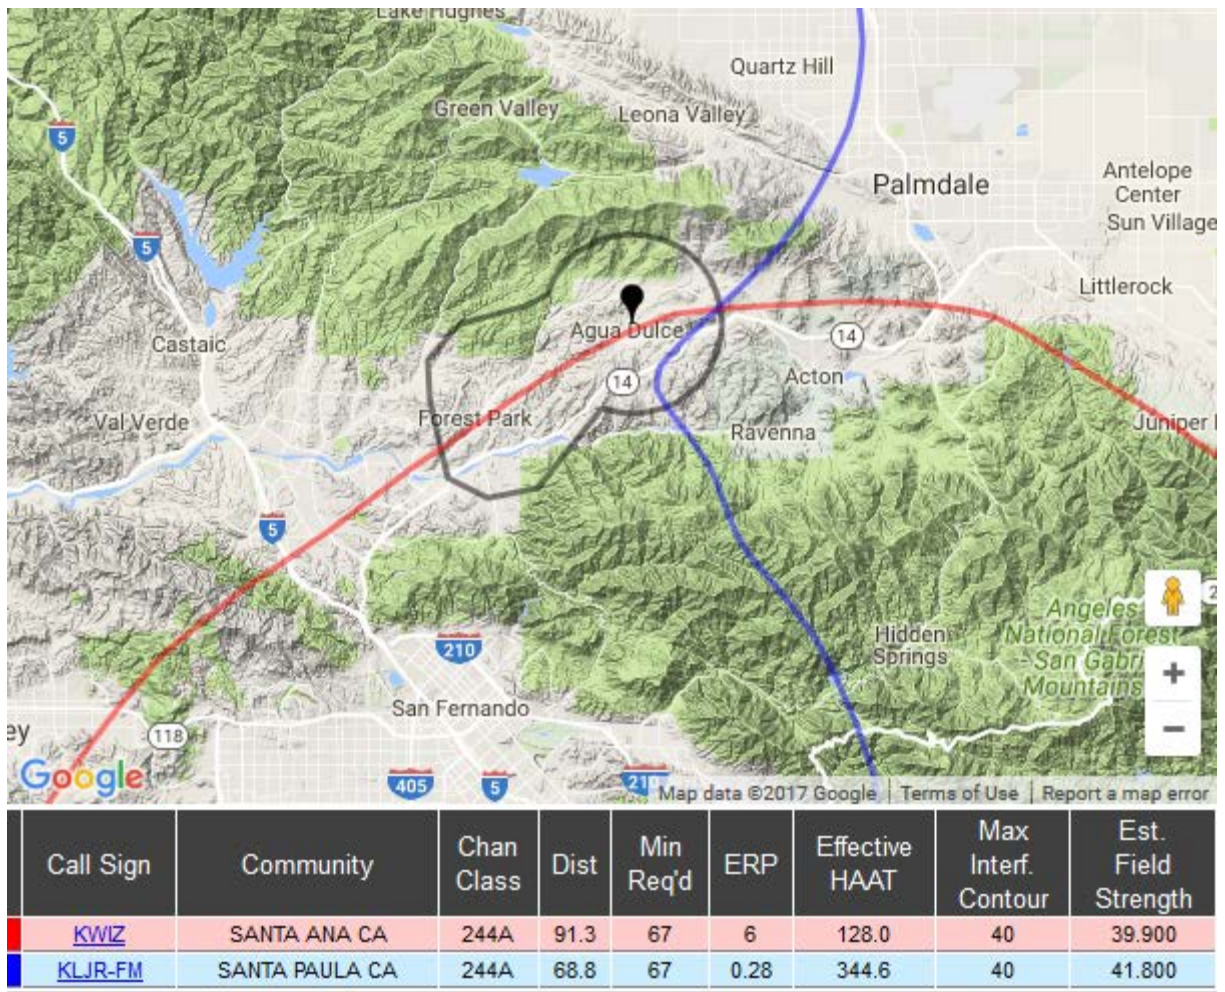 Lake Hughes
Quartz Hill
Green Valley
Leona Valley
5
Palmdale
Antelope
Center
Sun Village
5
Littlerock
Agua Dulce
Castaic
14
Acton
14
Val Verde
Forest Park
Ravenna
Juniper
5
Angeles
National Forest
- San Gabri
Mountains
2
Hidden
Springs
210
+
San Fernando
ey
118
−
Google
405
5
210
Map data ©2017 Google
Terms of Use
Report a map error
Call Sign Community Chan Class Dist Min Req'd ERP Effective HAAT Max Interf. Contour Est. Field Strength
KWIZ SANTA ANA CA 244A 91.3 67 6 128.0 40 39.900
KLJR-FM SANTA PAULA CA 244A 68.8 67 0.28 344.6 40 41.800